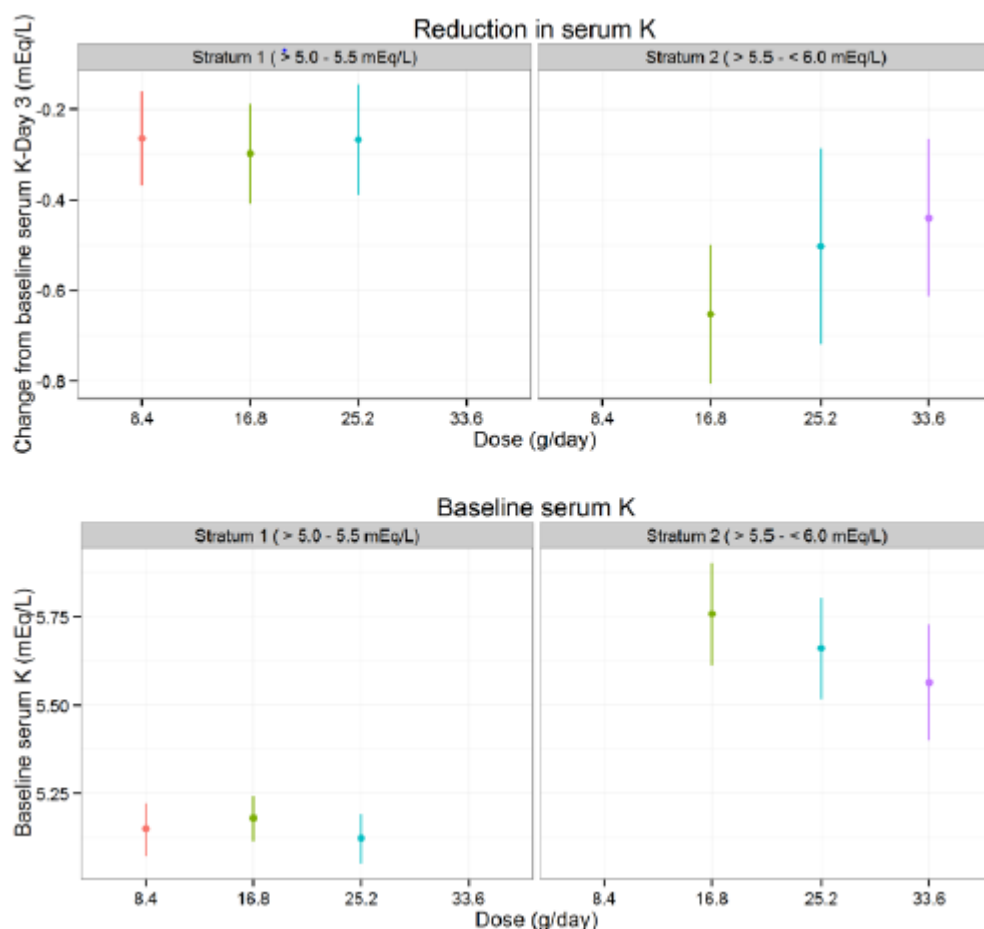 Reduction in serum K
Stratum 1 ( > 5.0 - 5.5 mEq/L)
Stratum 2 ( > 5.5 - < 6.0 mEq/L)
Change from baseline serum K-Day 3 (mEq/L)
-0.2
-0.4
-0.6
-0.8
8.4 16.8 25.2 33.6
8.4 16.8 25.2 33.6
Dose (g/day)
Baseline serum K
Stratum 1 ( > 5.0 - 5.5 mEq/L)
Stratum 2 ( > 5.5 - < 6.0 mEq/L)
Baseline serum K (mEq/L)
5.75
5.50
5.25
8.4 16.8 25.2 33.6
8.4 16.8 25.2 33.6
Dose (g/day)